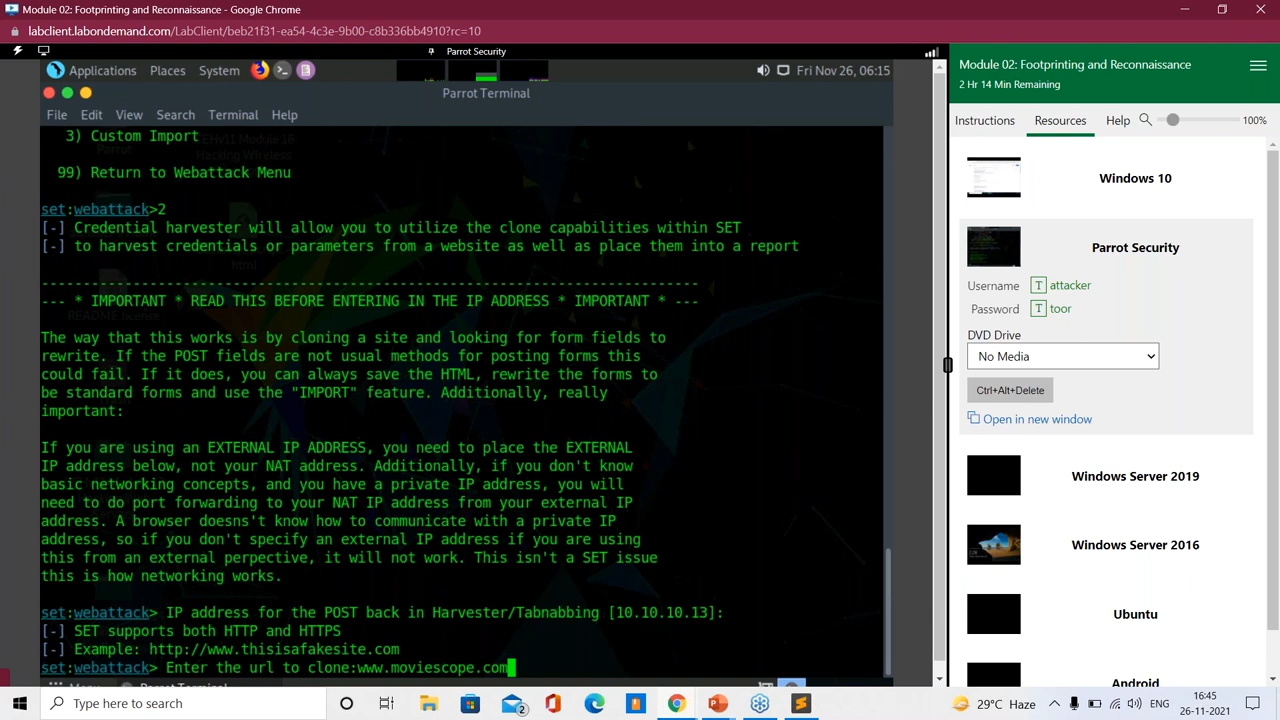 Module 02: Footprinting and Reconnaissance - Google Chrome
labclient.labondemand.com/LabClient/beb21f31-ea54-4c3e-9b00-c8b336bb4910?rc=10
Parrot Security
Applications Places System
Fri Nov 26, 06:15
Parrot Terminal
File Edit View Search Terminal Help
3) Custom Import
99) Return to Webattack Menu
set:webattack>2
[-] Credential harvester will allow you to utilize the clone capabilities within SET
[-] to harvest credentials or parameters from a website as well as place them into a report
-------------------------------------------------------------------------------
--- * IMPORTANT * READ THIS BEFORE ENTERING IN THE IP ADDRESS * IMPORTANT * ---
The way that this works is by cloning a site and looking for form fields to
rewrite. If the POST fields are not usual methods for posting forms this
could fail. If it does, you can always save the HTML, rewrite the forms to
be standard forms and use the "IMPORT" feature. Additionally, really
important:
If you are using an EXTERNAL IP ADDRESS, you need to place the EXTERNAL
IP address below, not your NAT address. Additionally, if you don't know
basic networking concepts, and you have a private IP address, you will
need to do port forwarding to your NAT IP address from your external IP
address. A browser doesns't know how to communicate with a private IP
address, so if you don't specify an external IP address if you are using
this from an external perpective, it will not work. This isn't a SET issue
this is how networking works.
set:webattack> IP address for the POST back in Harvester/Tabnabbing [10.10.10.13]:
[-] SET supports both HTTP and HTTPS
[-] Example: http://www.thisisafakesite.com
set:webattack> Enter the url to clone:www.moviescope.com
Parrot Terminal
Module 02: Footprinting and Reconnaissance
2 Hr 14 Min Remaining
Instructions Resources Help 100%
Windows 10
Parrot Security
Username T attacker
Password T toor
DVD Drive
No Media
Ctrl+Alt+Delete
Open in new window
Windows Server 2019
Windows Server 2016
Ubuntu
Android
Type here to search
2
29°C Haze
ENG
16:45
26-11-2021